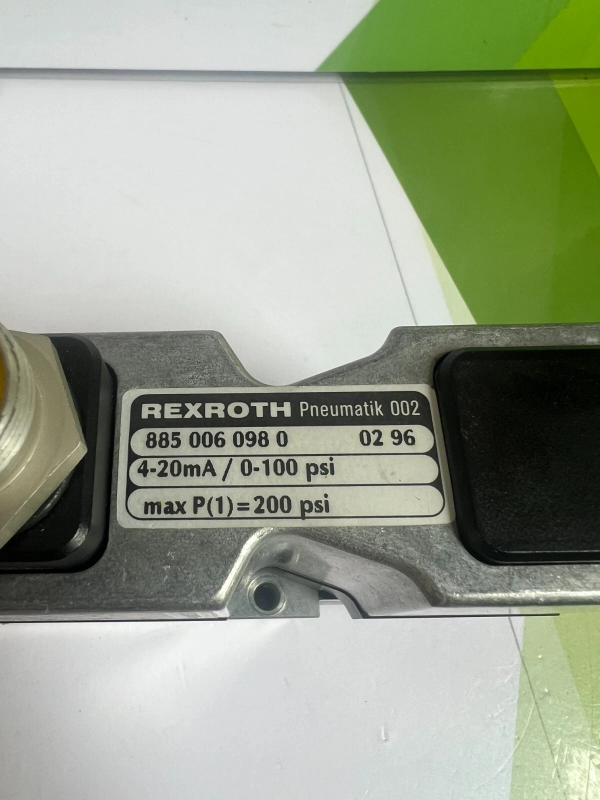 REXROTH Pneumatik 002
885 006 098 0 02 96
4-20mA / 0-100 psi
max P(1)=200 psi